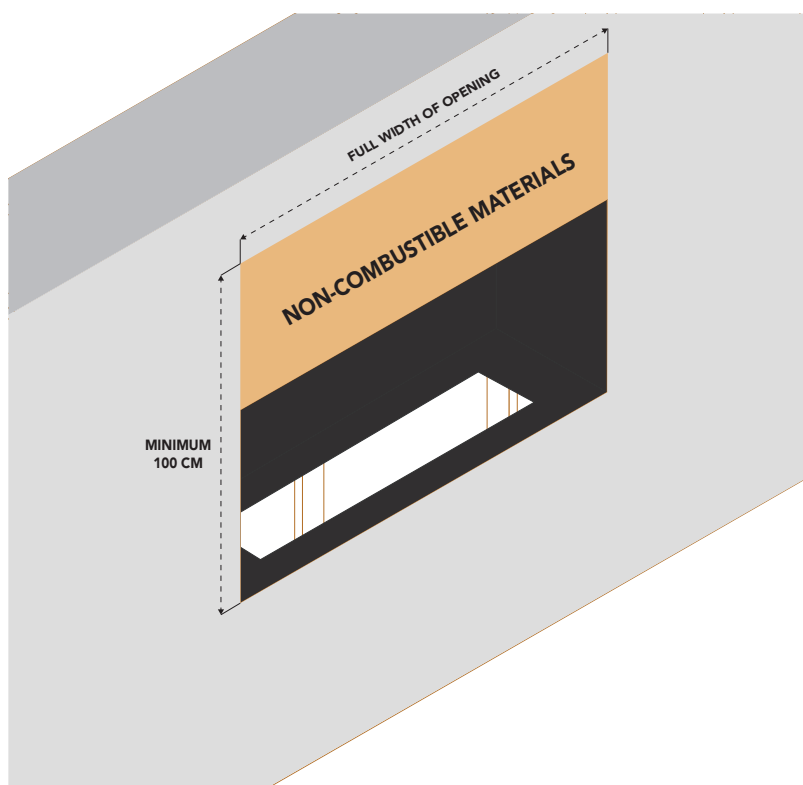 FULL WIDTH OF OPENING
NON-COMBUSTIBLE MATERIALS
MINIMUM
100 CM